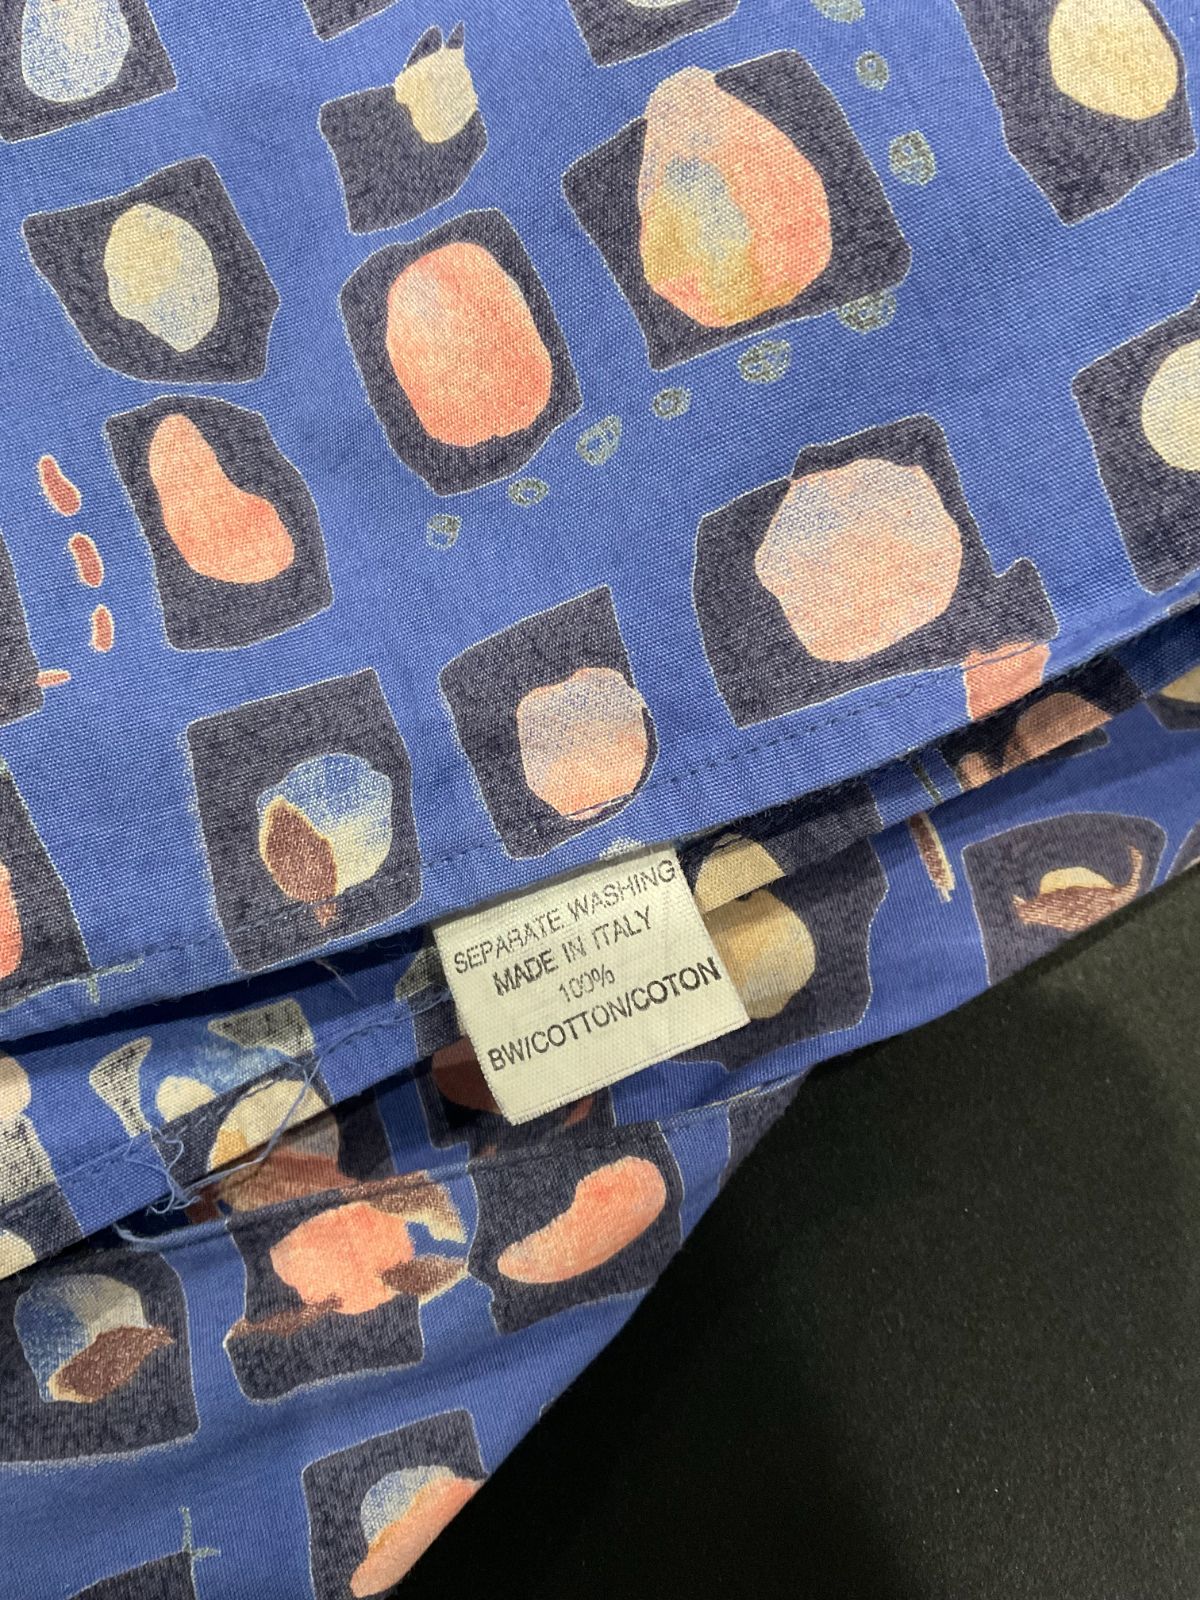 SEPARATE WASHING
MADE IN ITALY
100%
BW/COTTON/COTON